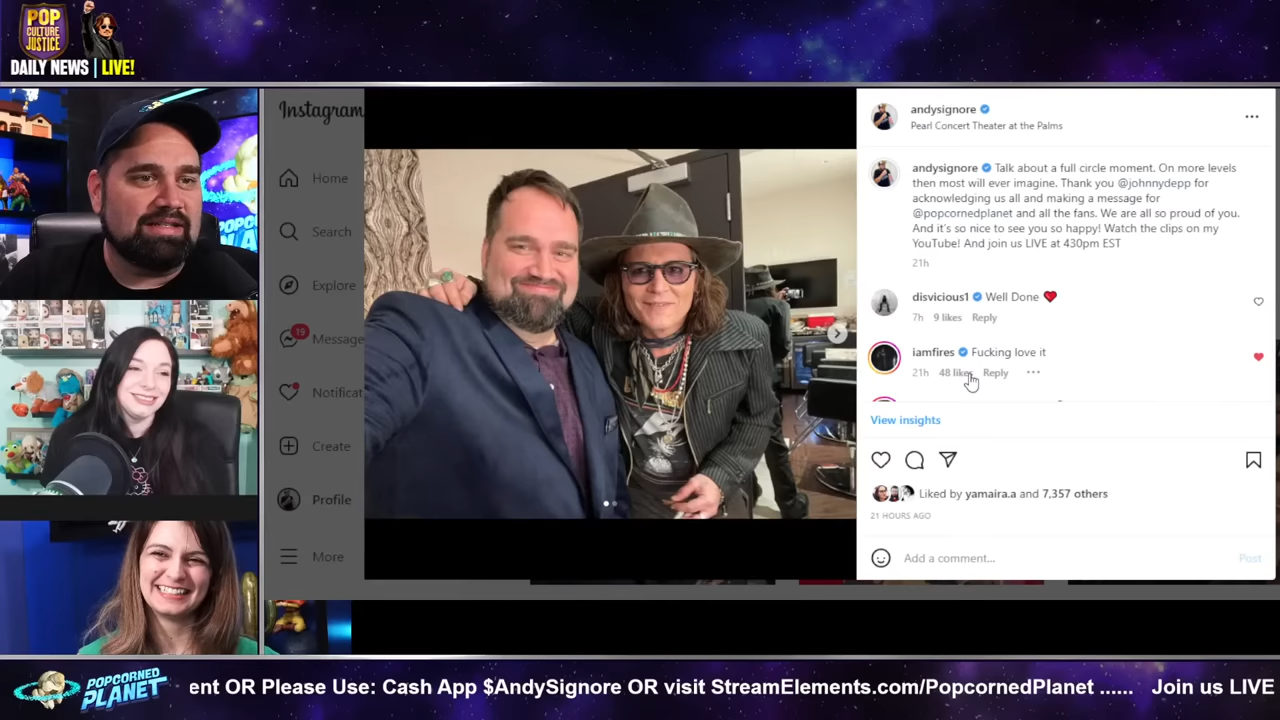 POP
CULTURE
JUSTICE
DAILY NEWS | LIVE!
Instagram
Home
Search
Explore
19
Message
Notificat
Create
Profile
More
andysignore
Pearl Concert Theater at the Palms
andysignore Talk about a full circle moment. On more levels
then most will ever imagine. Thank you @johnnydepp for
acknowledging us all and making a message for
@popcornedplanet and all the fans. We are all so proud of you.
And it's so nice to see you so happy! Watch the clips on my
YouTube! And join us LIVE at 430pm EST
21h
disvicious1 Well Done ❤️
7h 9 likes Reply
iamfires Fucking love it
21h 48 likes Reply
View insights
Liked by yamaira.a and 7,357 others
21 HOURS AGO
Add a comment...
Post
POPCORNED
PLANET
ent OR Please Use: Cash App $AndySignore OR visit StreamElements.com/PopcornedPlanet ...... Join us LIVE